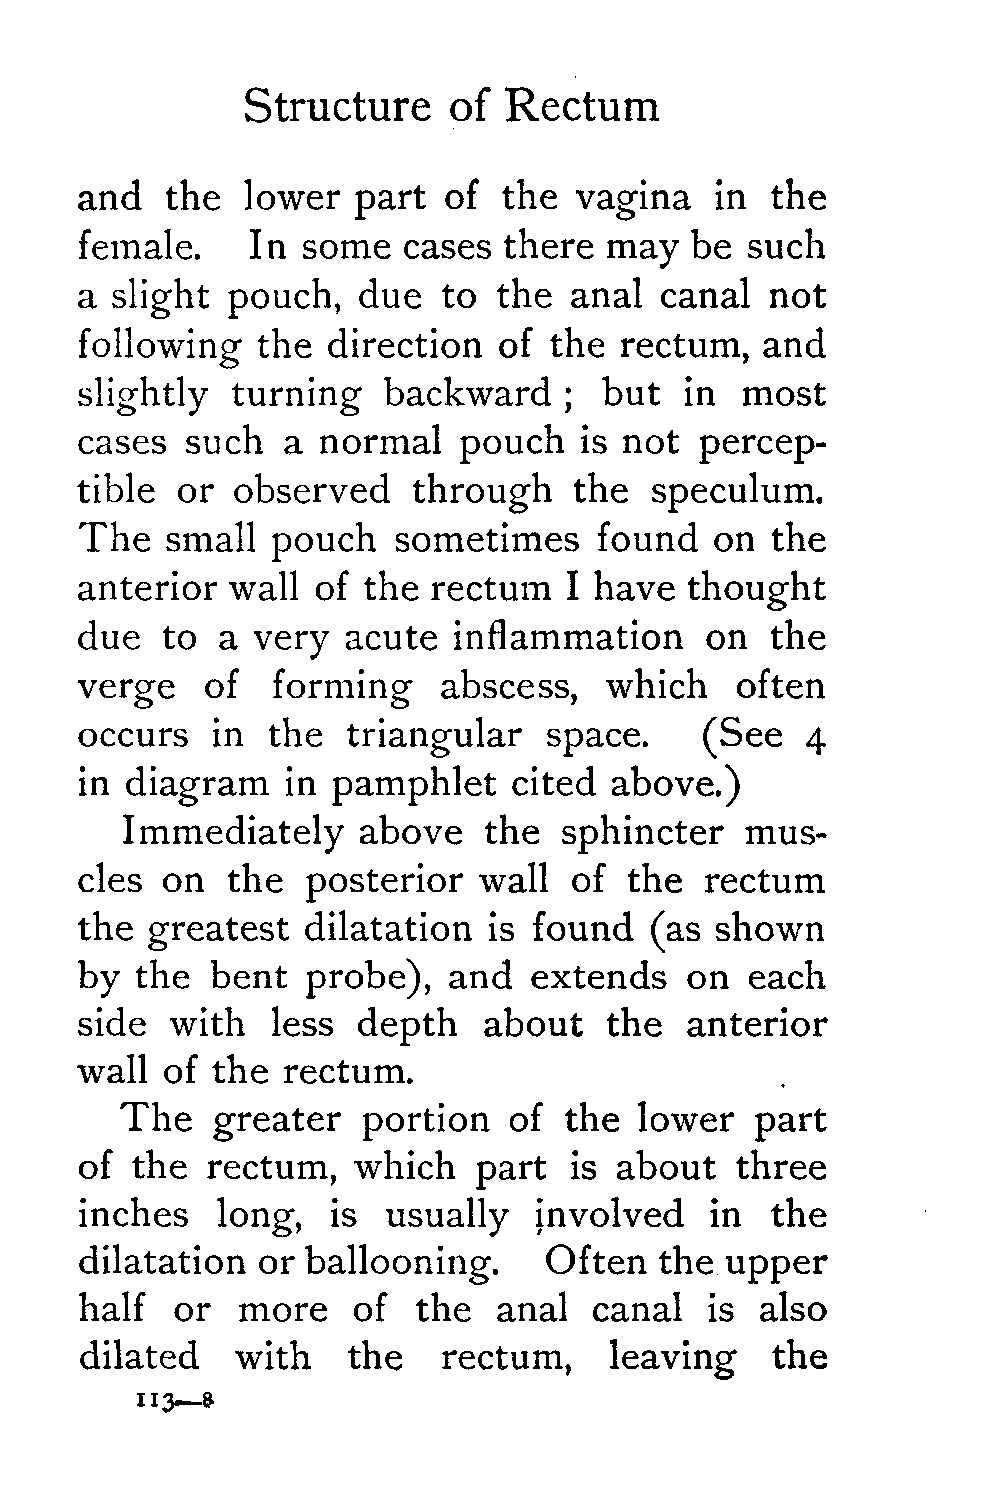 Structure of Rectum
and the lower part of the vagina in the
female. In some cases there may be such
a slight pouch, due to the anal canal not
following the direction of the rectum, and
slightly turning backward ; but in most
cases such a normal pouch is not percep-
tible or observed through the speculum.
The small pouch sometimes found on the
anterior wall of the rectum I have thought
due to a very acute inflammation on the
verge of forming abscess, which often
occurs in the triangular space. (See 4
in diagram in pamphlet cited above.)
Immediately above the sphincter mus-
cles on the posterior wall of the rectum
the greatest dilatation is found (as shown
by the bent probe), and extends on each
side with less depth about the anterior
wall of the rectum.
The greater portion of the lower part
of the rectum, which part is about three
inches long, is usually involved in the
dilatation or ballooning. Often the upper
half or more of the anal canal is also
dilated with the rectum, leaving the
113—8